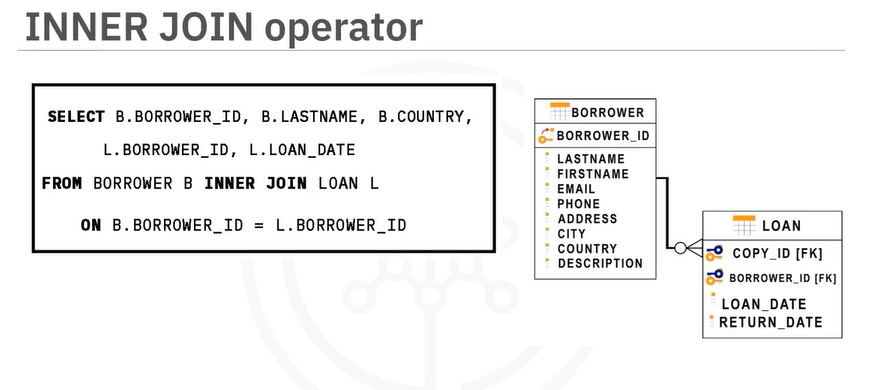 INNER JOIN operator
SELECT B.BORROWER_ID, B.LASTNAME, B.COUNTRY,
L.BORROWER_ID, L.LOAN_DATE
FROM BORROWER B INNER JOIN LOAN L
ON B.BORROWER_ID = L.BORROWER_ID
BORROWER
BORROWER_ID
LASTNAME
FIRSTNAME
EMAIL
PHONE
ADDRESS
CITY
COUNTRY
DESCRIPTION
LOAN
COPY_ID [FK]
BORROWER_ID [FK]
LOAN_DATE
RETURN_DATE